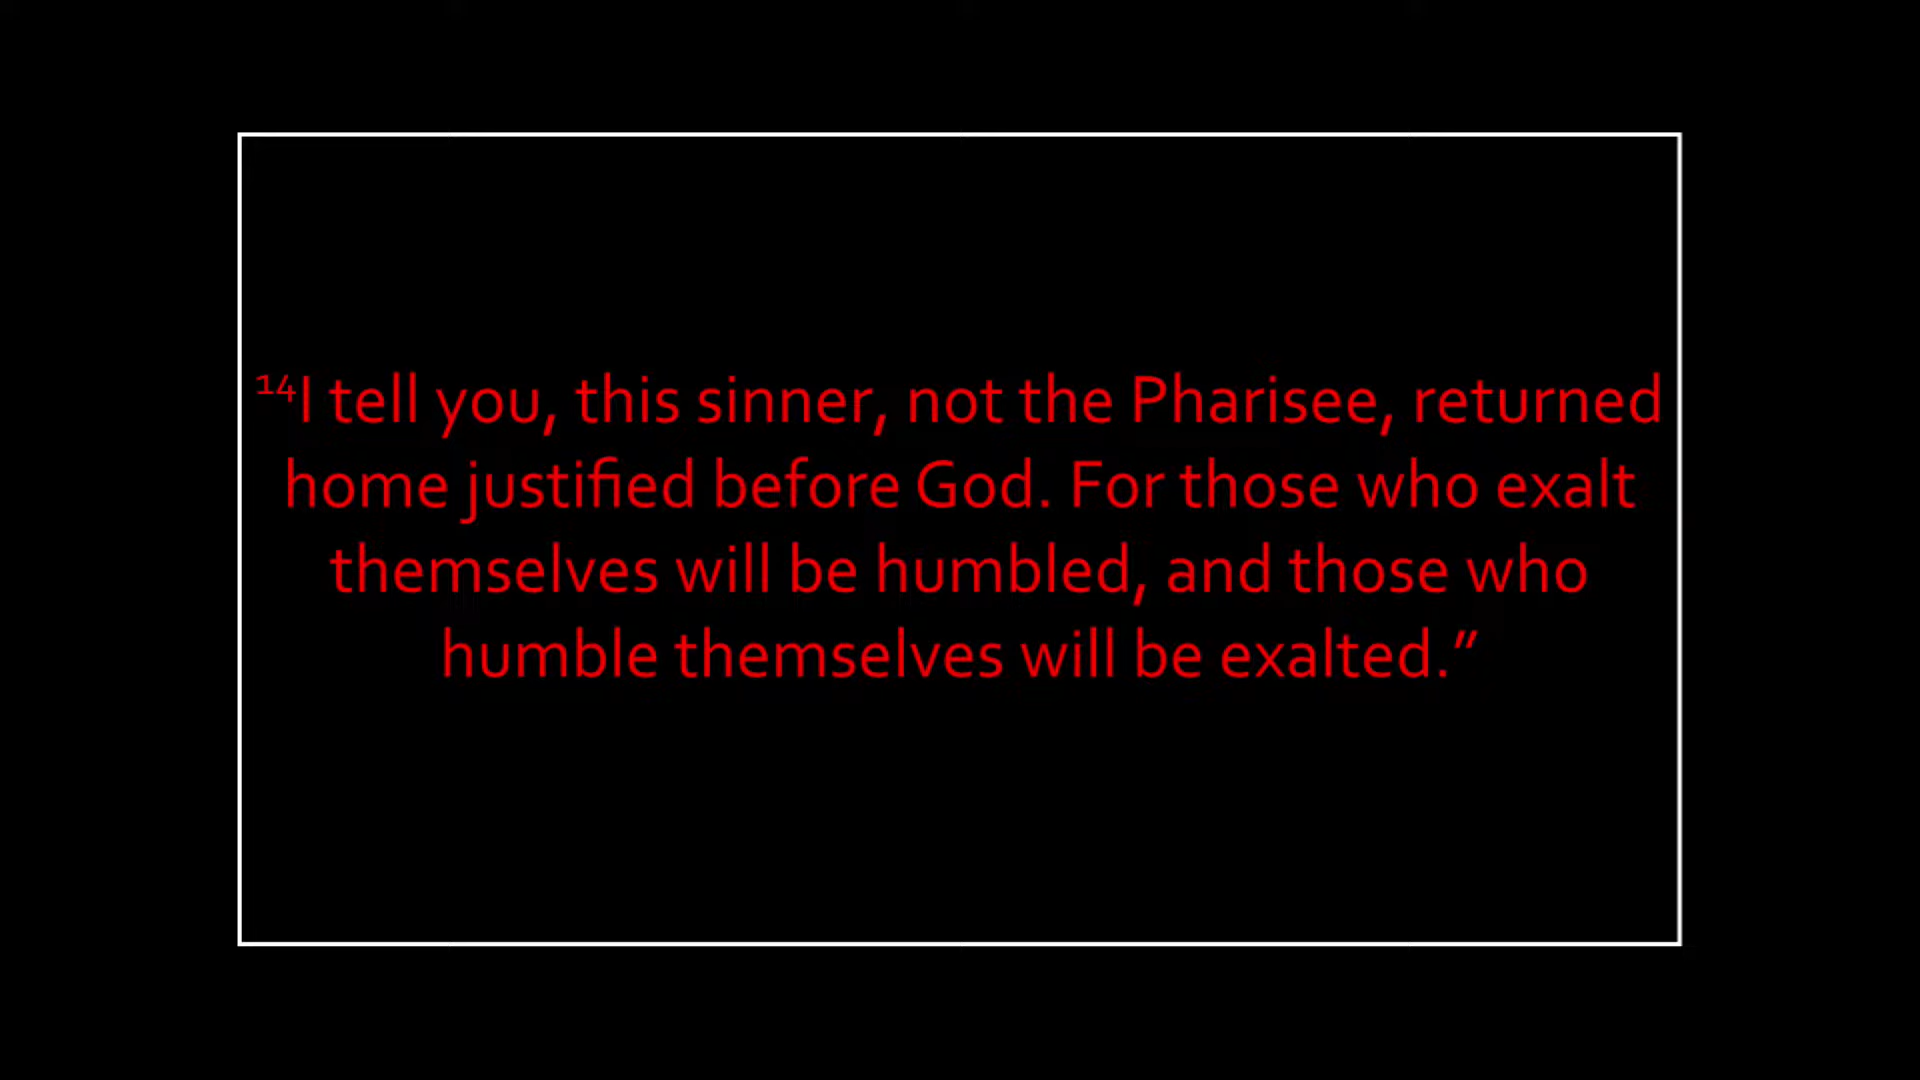 ¹⁴I tell you, this sinner, not the Pharisee, returned
home justified before God. For those who exalt
themselves will be humbled, and those who
humble themselves will be exalted.”